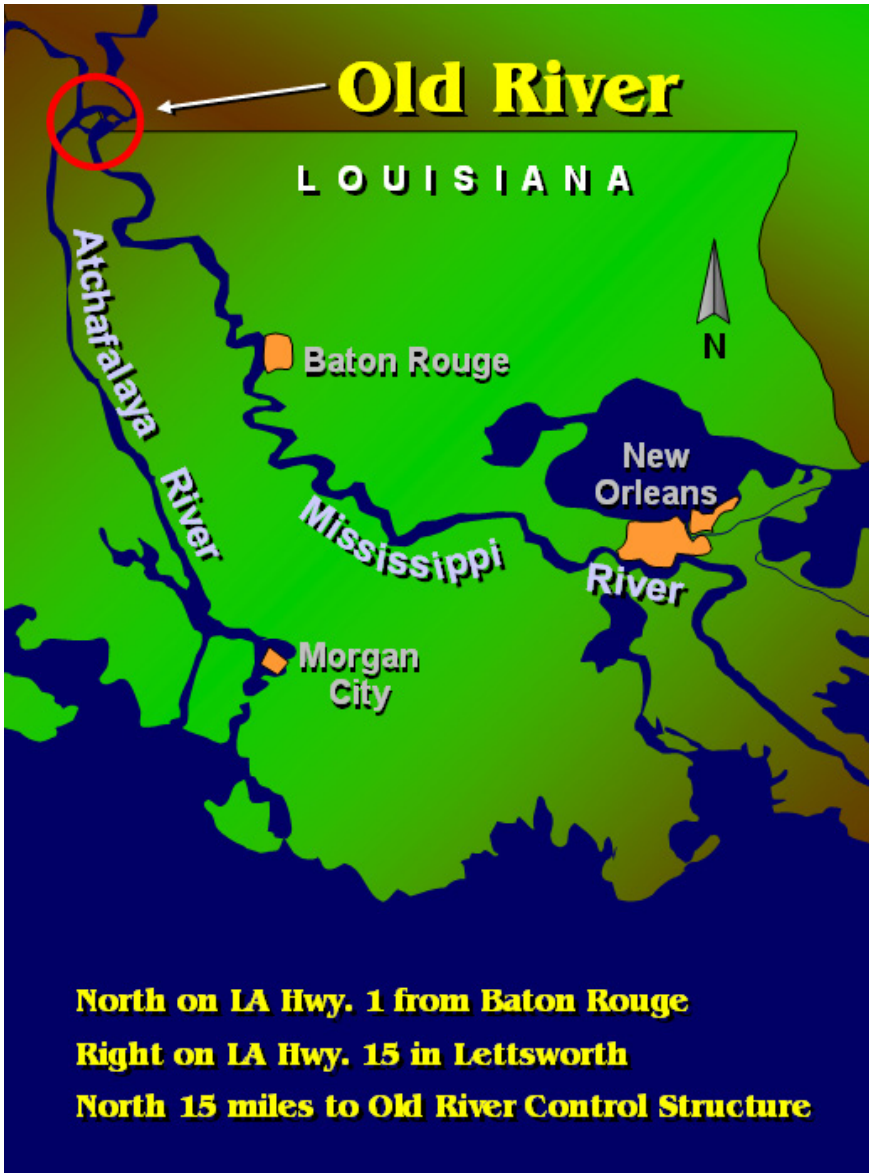 Old River
LOUISIANA
Atchafalaya
River
N
Baton Rouge
New
Orleans
Mississippi
River
Morgan
City
North on LA Hwy. 1 from Baton Rouge
Right on LA Hwy. 15 in Lettsworth
North 15 miles to Old River Control Structure